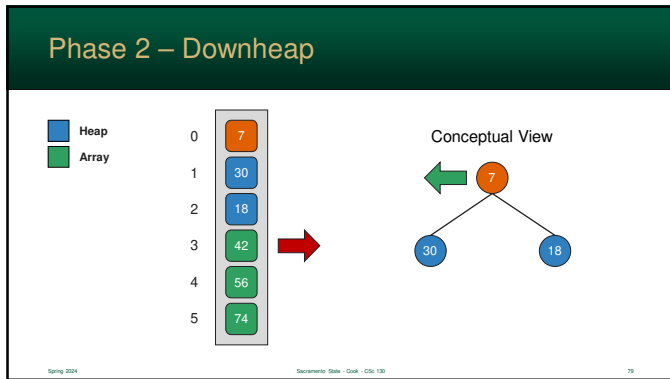 Phase 2 – Downheap
Heap
Array
0 7
1 30
2 18
3 42
4 56
5 74
Conceptual View
7
30 18
Spring 2024 Sacramento State - Cook - CSc 130 79